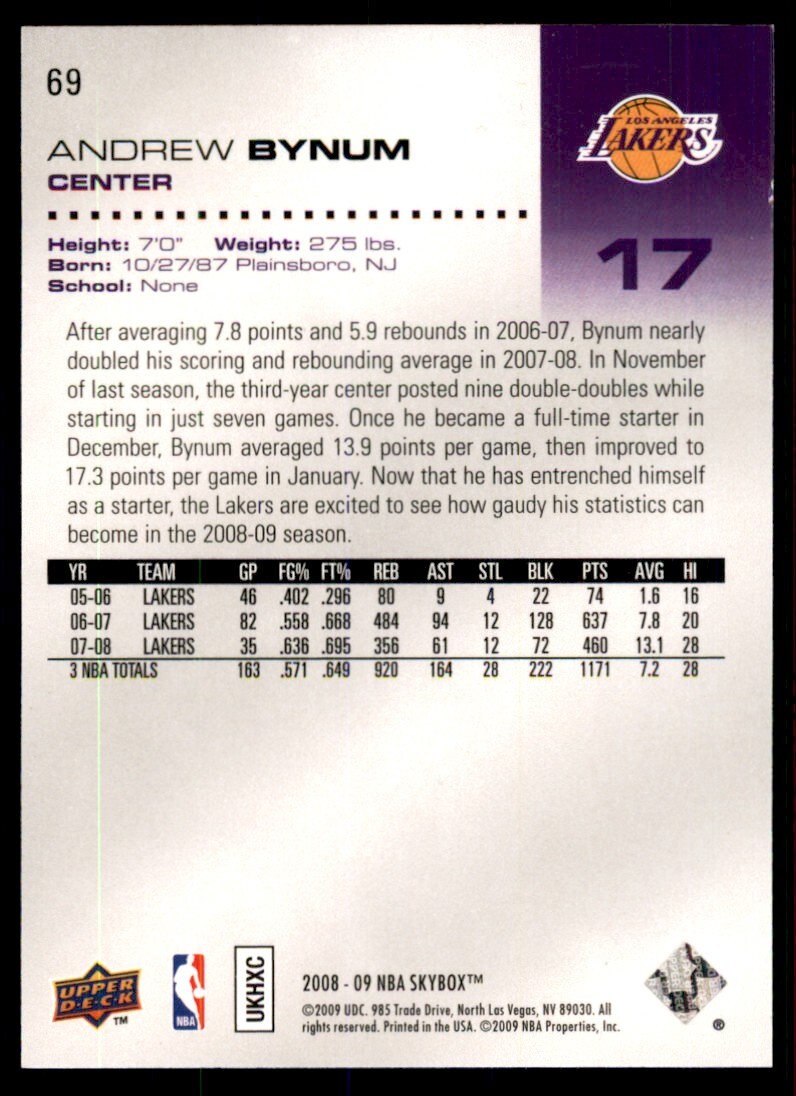 69
LOS ANGELES
LAKERS
ANDREW BYNUM
CENTER
17
Height: 7'0" Weight: 275 lbs.
Born: 10/27/87 Plainsboro, NJ
School: None
After averaging 7.8 points and 5.9 rebounds in 2006-07, Bynum nearly
doubled his scoring and rebounding average in 2007-08. In November
of last season, the third-year center posted nine double-doubles while
starting in just seven games. Once he became a full-time starter in
December, Bynum averaged 13.9 points per game, then improved to
17.3 points per game in January. Now that he has entrenched himself
as a starter, the Lakers are excited to see how gaudy his statistics can
become in the 2008-09 season.
YR TEAM GP FG% FT% REB AST STL BLK PTS AVG HI
05-06 LAKERS 46 .402 .296 80 9 4 22 74 1.6 16
06-07 LAKERS 82 .558 .668 484 94 12 128 637 7.8 20
07-08 LAKERS 35 .636 .695 356 61 12 72 460 13.1 28
3 NBA TOTALS 163 .571 .649 920 164 28 222 1171 7.2 28
UPPER
D·E·C·K
TM
NBA
UKHXC
2008 - 09 NBA SKYBOX™
©2009 UDC. 985 Trade Drive, North Las Vegas, NV 89030. All
rights reserved. Printed in the USA. ©2009 NBA Properties, Inc.
®